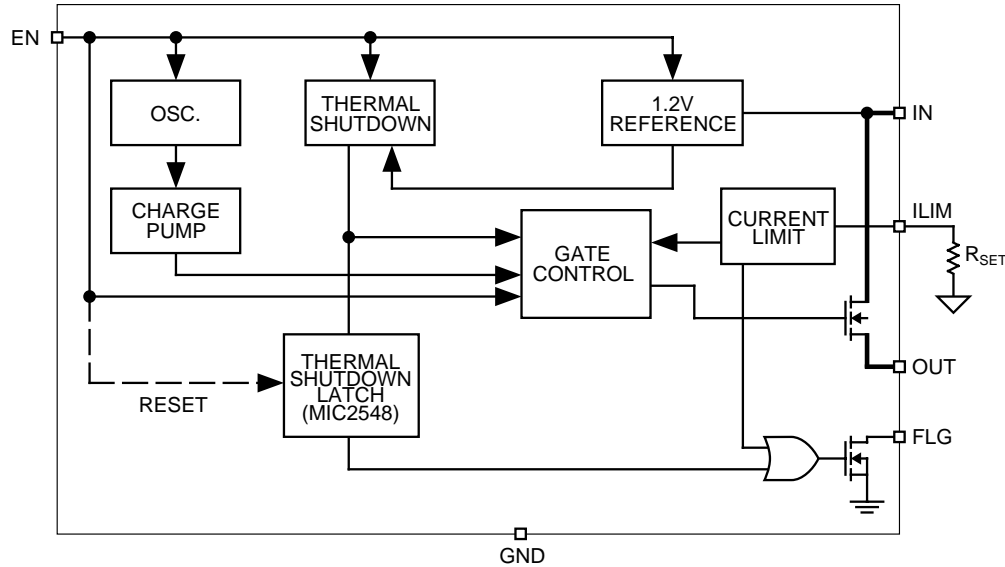 EN
OSC.
THERMAL
SHUTDOWN
1.2V
REFERENCE
IN
CHARGE
PUMP
GATE
CONTROL
CURRENT
LIMIT
ILIM
RSET
THERMAL
SHUTDOWN
LATCH
(MIC2548)
RESET
OUT
FLG
GND